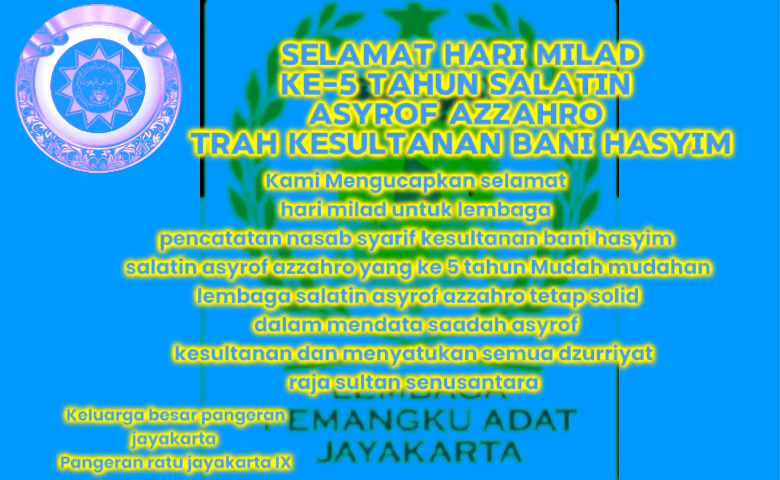 SELAMAT HARI MILAD
KE-5 TAHUN SALATIN
ASYROF AZZAHRO
TRAH KESULTANAN BANI HASYIM
Kami Mengucapkan selamat
hari milad untuk lembaga
pencatatan nasab syarif kesultanan bani hasyim
salatin asyrof azzahro yang ke 5 tahun Mudah mudahan
lembaga salatin asyrof azzahro tetap solid
dalam mendata saadah asyrof
kesultanan dan menyatukan semua dzurriyat
raja sultan senusantara
LEMBAGA
PEMANGKU ADAT
JAYAKARTA
Keluarga besar pangeran
jayakarta
Pangeran ratu jayakarta IX